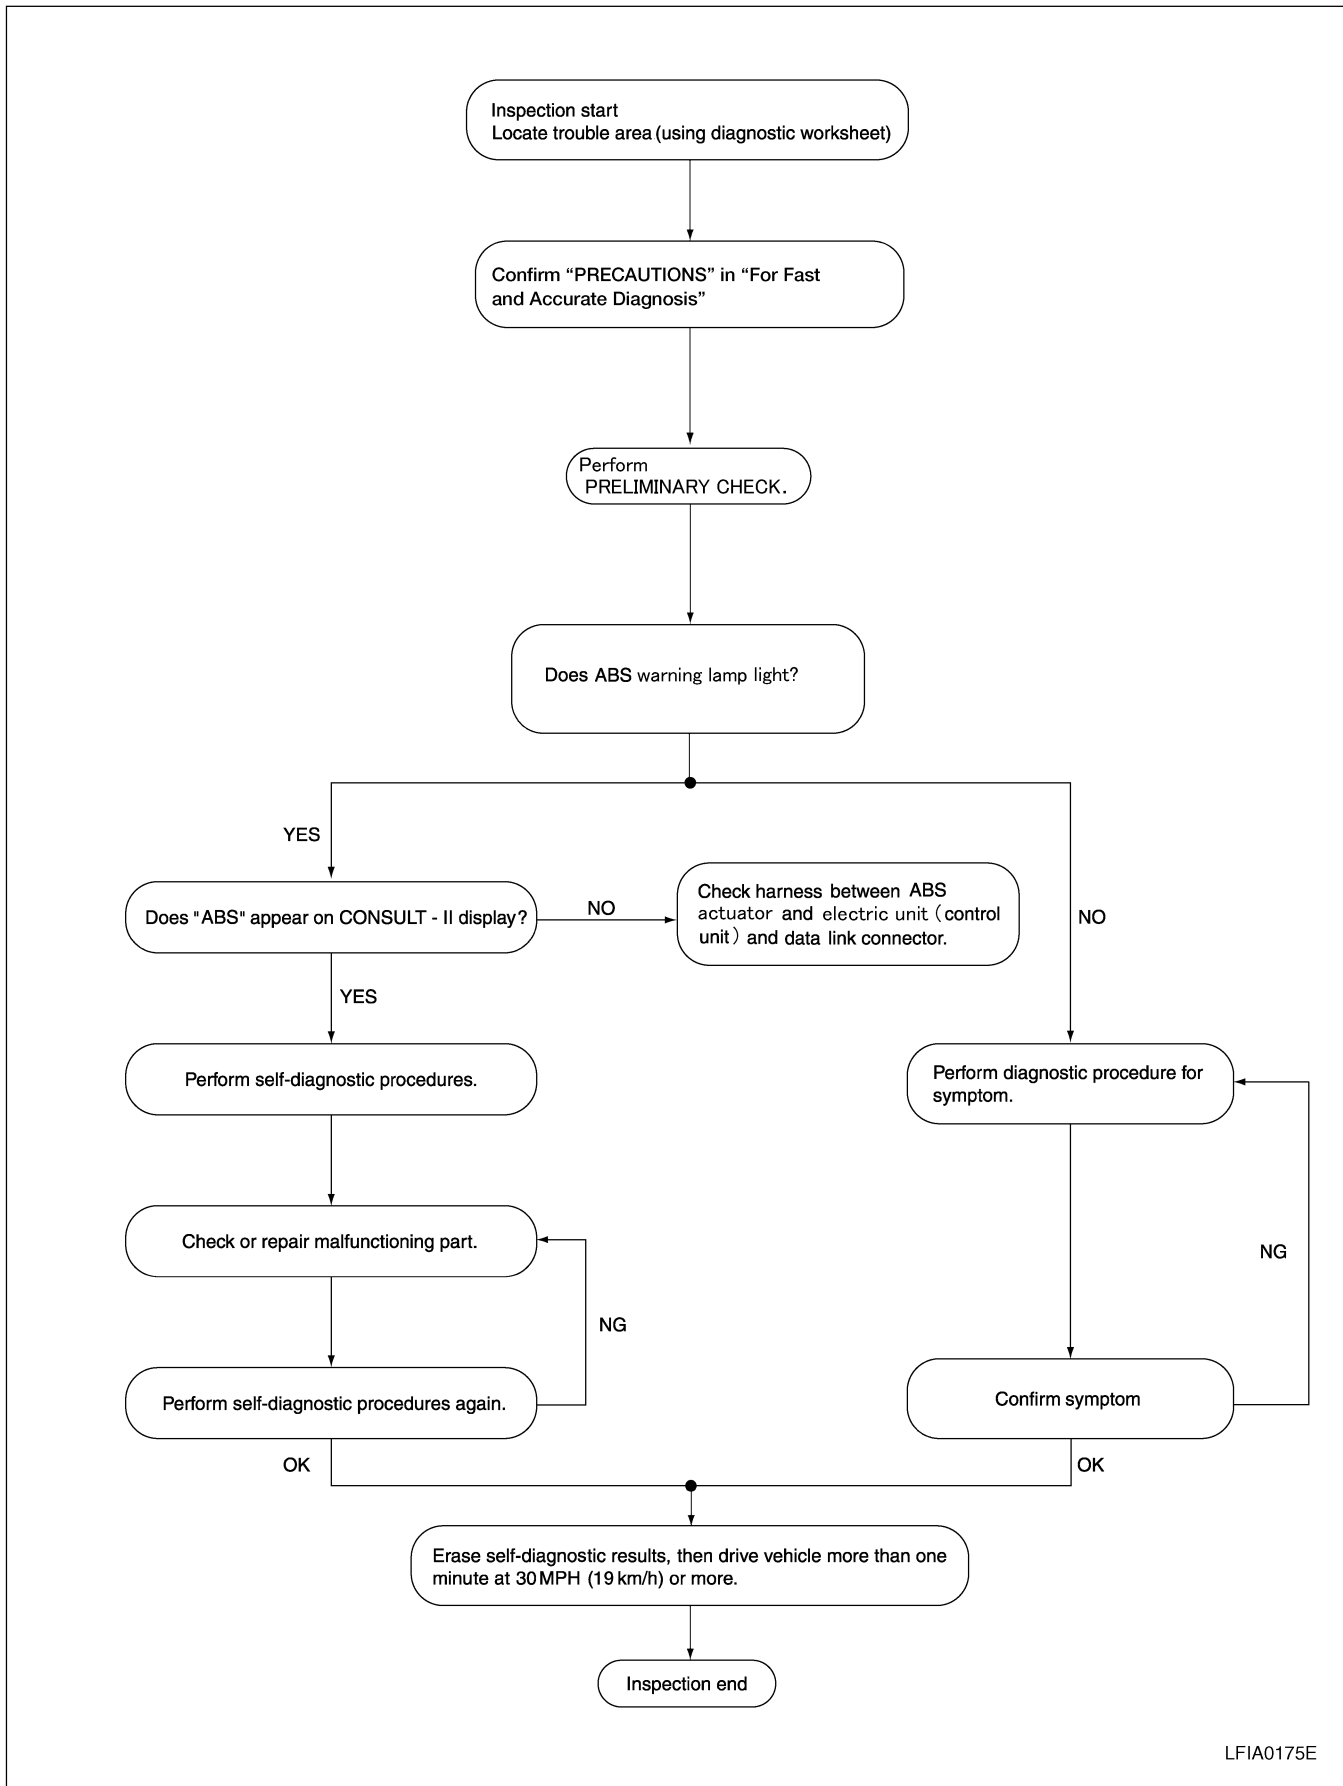 Inspection start
Locate trouble area (using diagnostic worksheet)
Confirm “PRECAUTIONS” in “For Fast
and Accurate Diagnosis”
Perform
PRELIMINARY CHECK.
Does ABS warning lamp light?
YES
Does "ABS" appear on CONSULT - II display?
NO
Check harness between ABS
actuator and electric unit (control
unit) and data link connector.
NO
YES
Perform self-diagnostic procedures.
Perform diagnostic procedure for
symptom.
Check or repair malfunctioning part.
NG
NG
Perform self-diagnostic procedures again.
Confirm symptom
OK
OK
Erase self-diagnostic results, then drive vehicle more than one
minute at 30 MPH (19 km/h) or more.
Inspection end
LFIA0175E